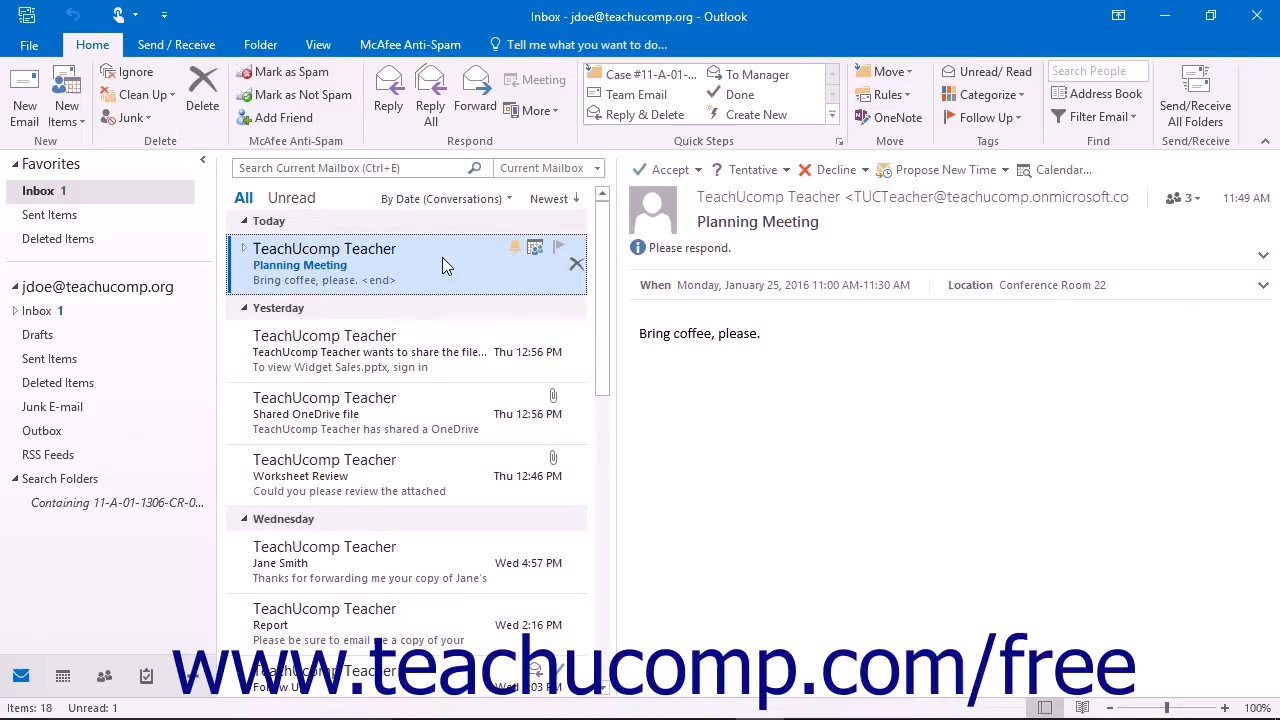 Inbox - jdoe@teachucomp.org - Outlook
File Home Send / Receive Folder View McAfee Anti-Spam Tell me what you want to do...
New Email
New Items
New
Ignore
Clean Up
Junk
Delete
Delete
Mark as Spam
Mark as Not Spam
Add Friend
McAfee Anti-Spam
Reply
Reply All
Forward
Meeting
More
Respond
Case #11-A-01-...
Team Email
Reply & Delete
To Manager
Done
Create New
Quick Steps
Move
Rules
OneNote
Move
Unread/ Read
Categorize
Follow Up
Tags
Search People
Address Book
Filter Email
Find
Send/Receive All Folders
Send/Receive
Favorites
Inbox 1
Sent Items
Deleted Items
jdoe@teachucomp.org
Inbox 1
Drafts
Sent Items
Deleted Items
Junk E-mail
Outbox
RSS Feeds
Search Folders
Containing 11-A-01-1306-CR-0...
Search Current Mailbox (Ctrl+E) Current Mailbox
All Unread By Date (Conversations) Newest
Today
TeachUcomp Teacher
Planning Meeting
Bring coffee, please. <end>
Yesterday
TeachUcomp Teacher
TeachUcomp Teacher wants to share the file... Thu 12:56 PM
To view Widget Sales.pptx, sign in
TeachUcomp Teacher
Shared OneDrive file Thu 12:56 PM
TeachUcomp Teacher has shared a OneDrive
TeachUcomp Teacher
Worksheet Review Thu 12:46 PM
Could you please review the attached
Wednesday
TeachUcomp Teacher
Jane Smith Wed 4:57 PM
Thanks for forwarding me your copy of Jane's
TeachUcomp Teacher
Report Wed 2:16 PM
Please be sure to email me a copy of your
TeachUcomp Teacher
Accept Tentative Decline Propose New Time Calendar...
TeachUcomp Teacher <TUCTeacher@teachucomp.onmicrosoft.co 3 11:49 AM
Planning Meeting
Please respond.
When Monday, January 25, 2016 11:00 AM-11:30 AM Location Conference Room 22
Bring coffee, please.
www.teachucomp.com/free
Items: 18 Unread: 1 100%